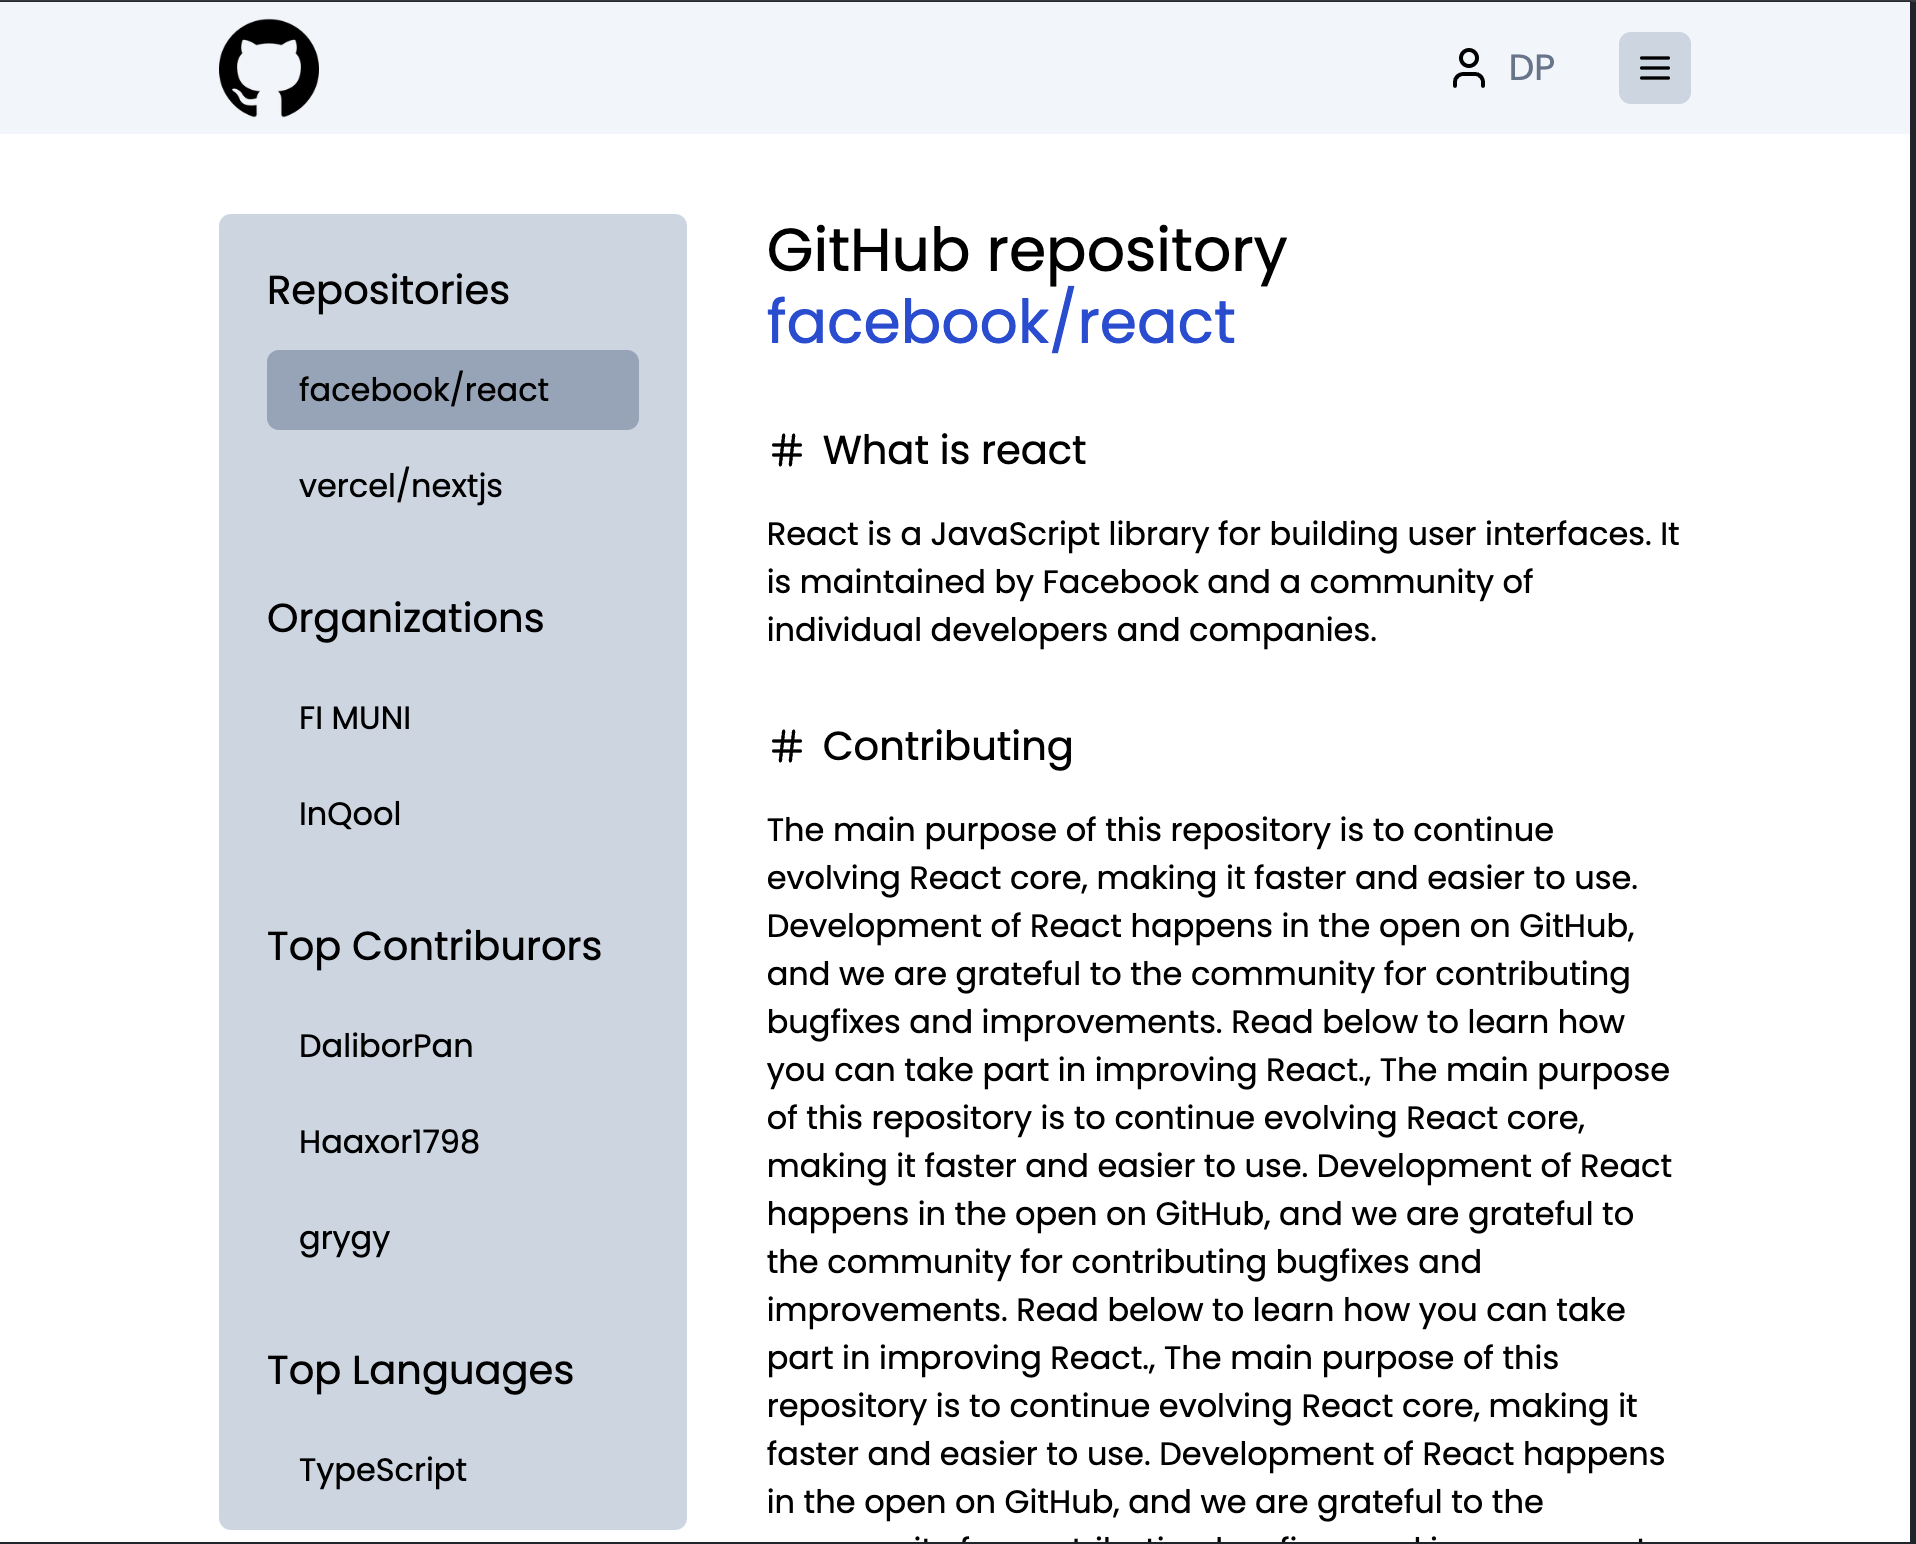 DP
Repositories
facebook/react
vercel/nextjs
Organizations
FI MUNI
InQool
Top Contriburors
DaliborPan
Haaxor1798
grygy
Top Languages
TypeScript
GitHub repository
facebook/react
# What is react
React is a JavaScript library for building user interfaces. It
is maintained by Facebook and a community of
individual developers and companies.
# Contributing
The main purpose of this repository is to continue
evolving React core, making it faster and easier to use.
Development of React happens in the open on GitHub,
and we are grateful to the community for contributing
bugfixes and improvements. Read below to learn how
you can take part in improving React., The main purpose
of this repository is to continue evolving React core,
making it faster and easier to use. Development of React
happens in the open on GitHub, and we are grateful to
the community for contributing bugfixes and
improvements. Read below to learn how you can take
part in improving React., The main purpose of this
repository is to continue evolving React core, making it
faster and easier to use. Development of React happens
in the open on GitHub, and we are grateful to the